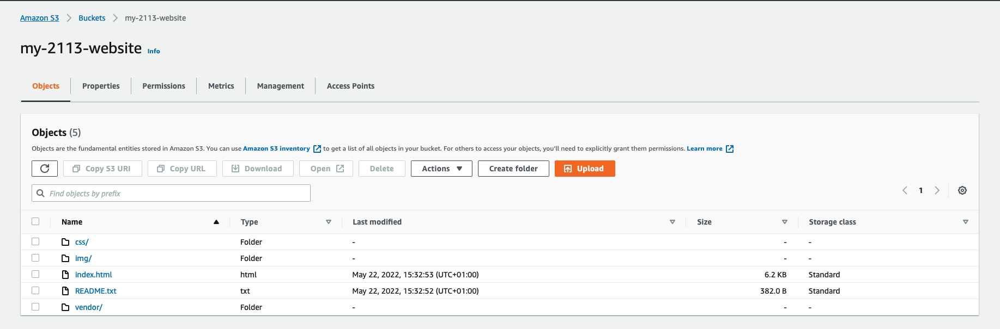 Amazon S3 > Buckets > my-2113-website
my-2113-website Info
Objects Properties Permissions Metrics Management Access Points
Objects (5)
Objects are the fundamental entities stored in Amazon S3. You can use Amazon S3 inventory to get a list of all objects in your bucket. For others to access your objects, you'll need to explicitly grant them permissions. Learn more
Copy S3 URI Copy URL Download Open Delete Actions Create folder Upload
Find objects by prefix
1
Name Type Last modified Size Storage class
css/ Folder - - -
img/ Folder - - -
index.html html May 22, 2022, 15:32:53 (UTC+01:00) 6.2 KB Standard
README.txt txt May 22, 2022, 15:32:52 (UTC+01:00) 382.0 B Standard
vendor/ Folder - - -